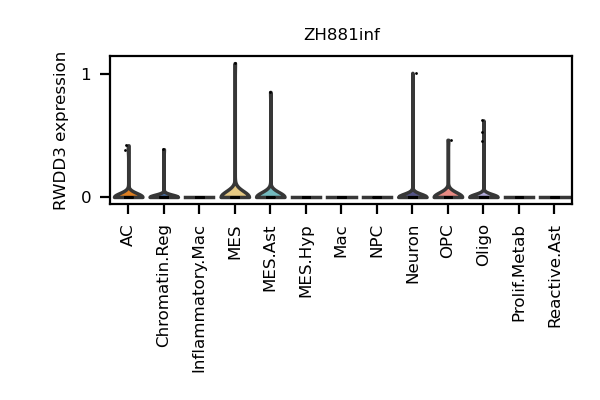 ZH881inf
RWDD3 expression
1
0
AC
Chromatin.Reg
Inflammatory.Mac
MES
MES.Ast
MES.Hyp
Mac
NPC
Neuron
OPC
Oligo
Prolif.Metab
Reactive.Ast